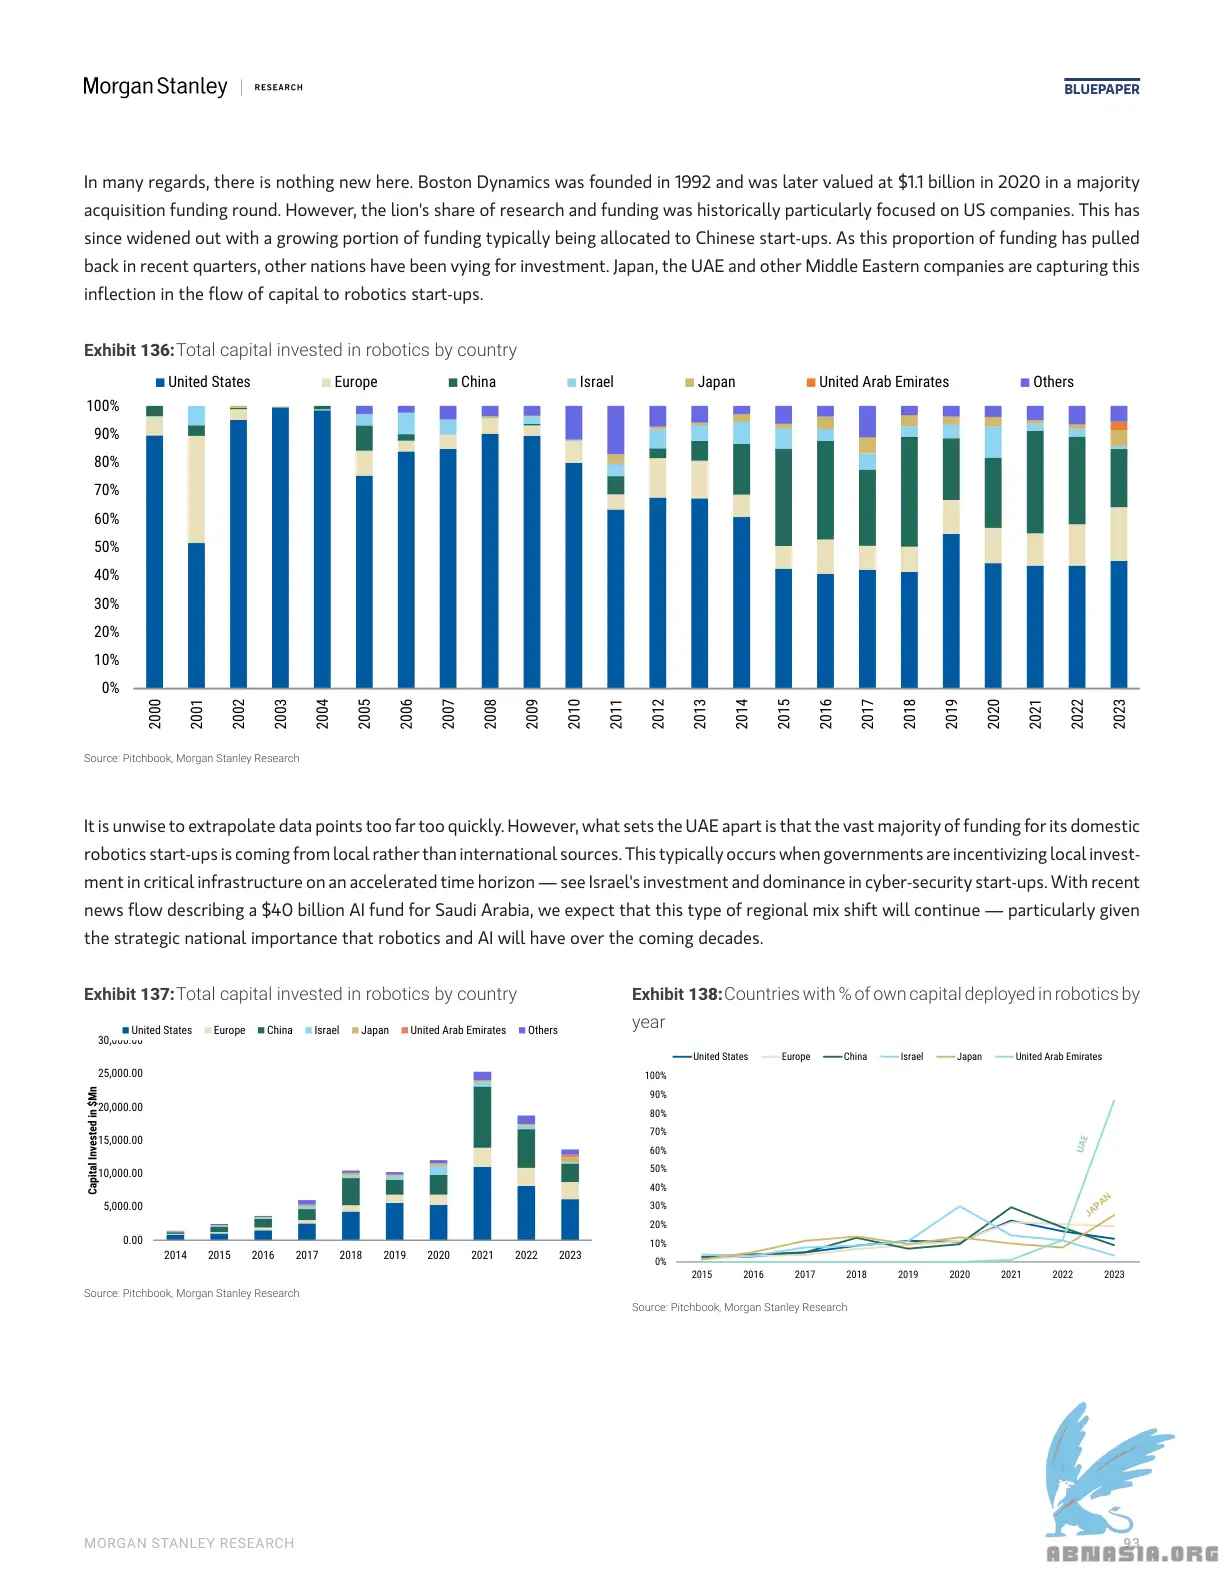 Morgan Stanley | RESEARCH
BLUEPAPER
In many regards, there is nothing new here. Boston Dynamics was founded in 1992 and was later valued at $1.1 billion in 2020 in a majority
acquisition funding round. However, the lion's share of research and funding was historically particularly focused on US companies. This has
since widened out with a growing portion of funding typically being allocated to Chinese start-ups. As this proportion of funding has pulled
back in recent quarters, other nations have been vying for investment. Japan, the UAE and other Middle Eastern companies are capturing this
inflection in the flow of capital to robotics start-ups.
Exhibit 136: Total capital invested in robotics by country
United States Europe China Israel Japan United Arab Emirates Others
100%
90%
80%
70%
60%
50%
40%
30%
20%
10%
0%
2000 2001 2002 2003 2004 2005 2006 2007 2008 2009 2010 2011 2012 2013 2014 2015 2016 2017 2018 2019 2020 2021 2022 2023
Source: Pitchbook, Morgan Stanley Research
It is unwise to extrapolate data points too far too quickly. However, what sets the UAE apart is that the vast majority of funding for its domestic
robotics start-ups is coming from local rather than international sources. This typically occurs when governments are incentivizing local invest-
ment in critical infrastructure on an accelerated time horizon — see Israel's investment and dominance in cyber-security start-ups. With recent
news flow describing a $40 billion AI fund for Saudi Arabia, we expect that this type of regional mix shift will continue — particularly given
the strategic national importance that robotics and AI will have over the coming decades.
Exhibit 137: Total capital invested in robotics by country
United States Europe China Israel Japan United Arab Emirates Others
30,000.00
25,000.00
20,000.00
15,000.00
10,000.00
5,000.00
0.00
Capital Invested in $Mn
2014 2015 2016 2017 2018 2019 2020 2021 2022 2023
Source: Pitchbook, Morgan Stanley Research
Exhibit 138: Countries with % of own capital deployed in robotics by
year
United States Europe China Israel Japan United Arab Emirates
100%
90%
80%
70%
60%
50%
40%
30%
20%
10%
0%
UAE
JAPAN
2015 2016 2017 2018 2019 2020 2021 2022 2023
Source: Pitchbook, Morgan Stanley Research
MORGAN STANLEY RESEARCH
93
ABNASIA.ORG